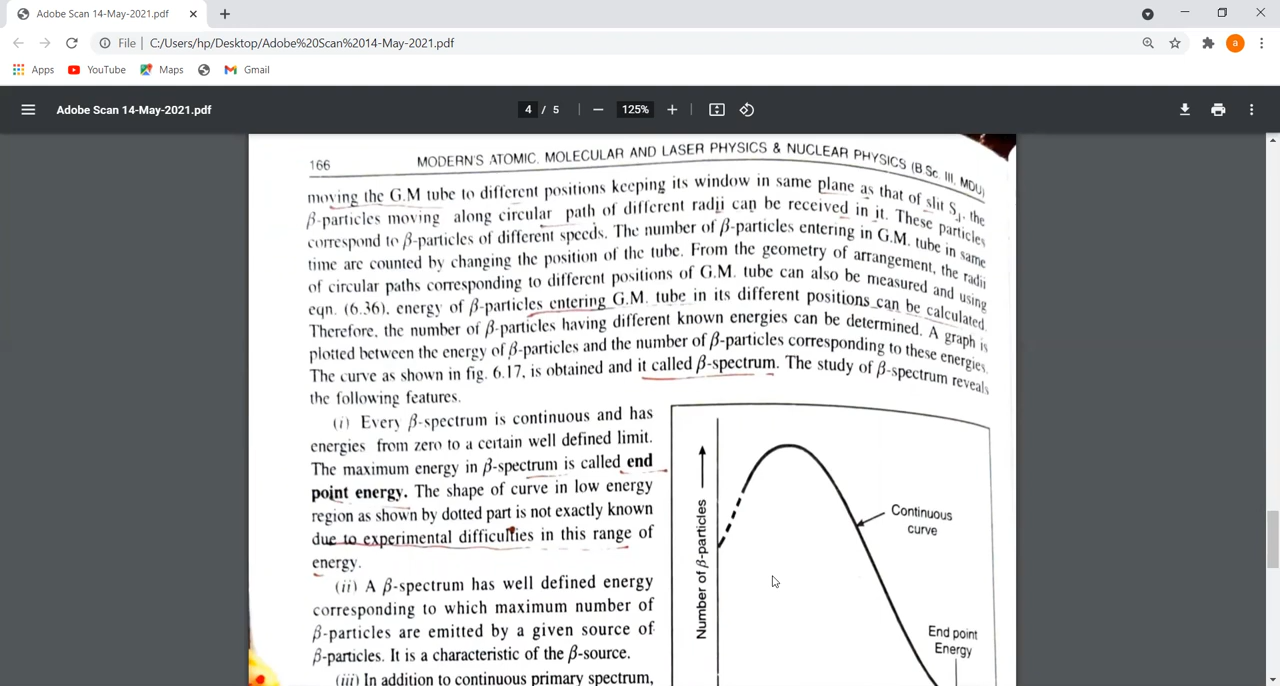 Adobe Scan 14-May-2021.pdf
File | C:/Users/hp/Desktop/Adobe%20Scan%2014-May-2021.pdf
a
Apps YouTube Maps Gmail
Adobe Scan 14-May-2021.pdf
4 / 5
125%
166 MODERN'S ATOMIC, MOLECULAR AND LASER PHYSICS & NUCLEAR PHYSICS (B.Sc. III, MDU)
moving the G.M tube to different positions keeping its window in same plane as that of slit S₁, the
β-particles moving along circular path of different radii can be received in it. These particles
correspond to β-particles of different speeds. The number of β-particles entering in G.M. tube in same
time are counted by changing the position of the tube. From the geometry of arrangement, the radii
of circular paths corresponding to different positions of G.M. tube can also be measured and using
eqn. (6.36), energy of β-particles entering G.M. tube in its different positions can be calculated.
Therefore, the number of β-particles having different known energies can be determined. A graph is
plotted between the energy of β-particles and the number of β-particles corresponding to these energies.
The curve as shown in fig. 6.17, is obtained and it called β-spectrum. The study of β-spectrum reveals
the following features.
(i) Every β-spectrum is continuous and has
energies from zero to a certain well defined limit.
The maximum energy in β-spectrum is called end
point energy. The shape of curve in low energy
region as shown by dotted part is not exactly known
due to experimental difficulties in this range of
energy.
(ii) A β-spectrum has well defined energy
corresponding to which maximum number of
β-particles are emitted by a given source of
β-particles. It is a characteristic of the β-source.
(iii) In addition to continuous primary spectrum,
Number of β-particles
Continuous
curve
End point
Energy